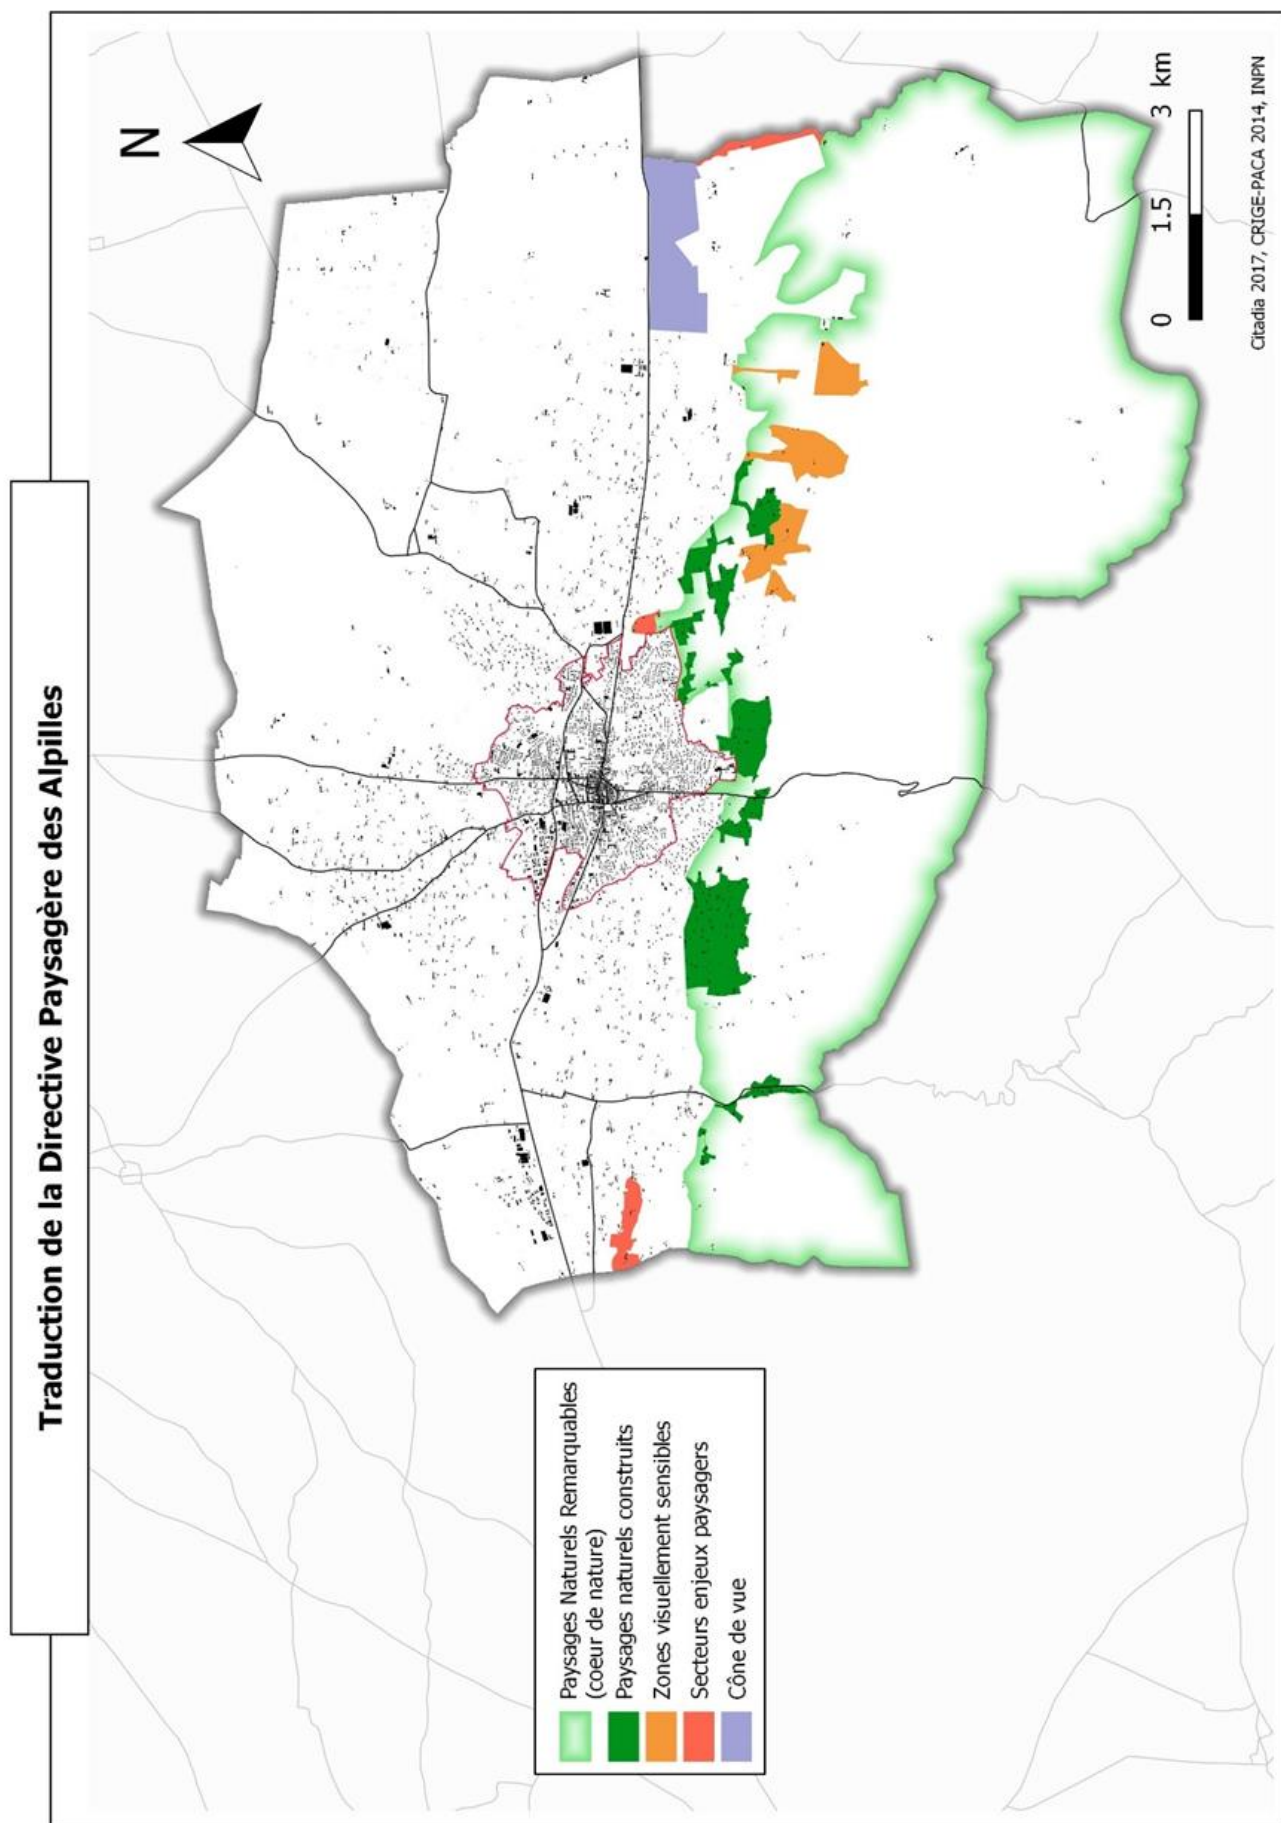 Traduction de la Directive Paysagère des Alpilles
N
Paysages Naturels Remarquables
(coeur de nature)
Paysages naturels construits
Zones visuellement sensibles
Secteurs enjeux paysagers
Cône de vue
0 1.5 3 km
Citadia 2017, CRIGE-PACA 2014, INPN